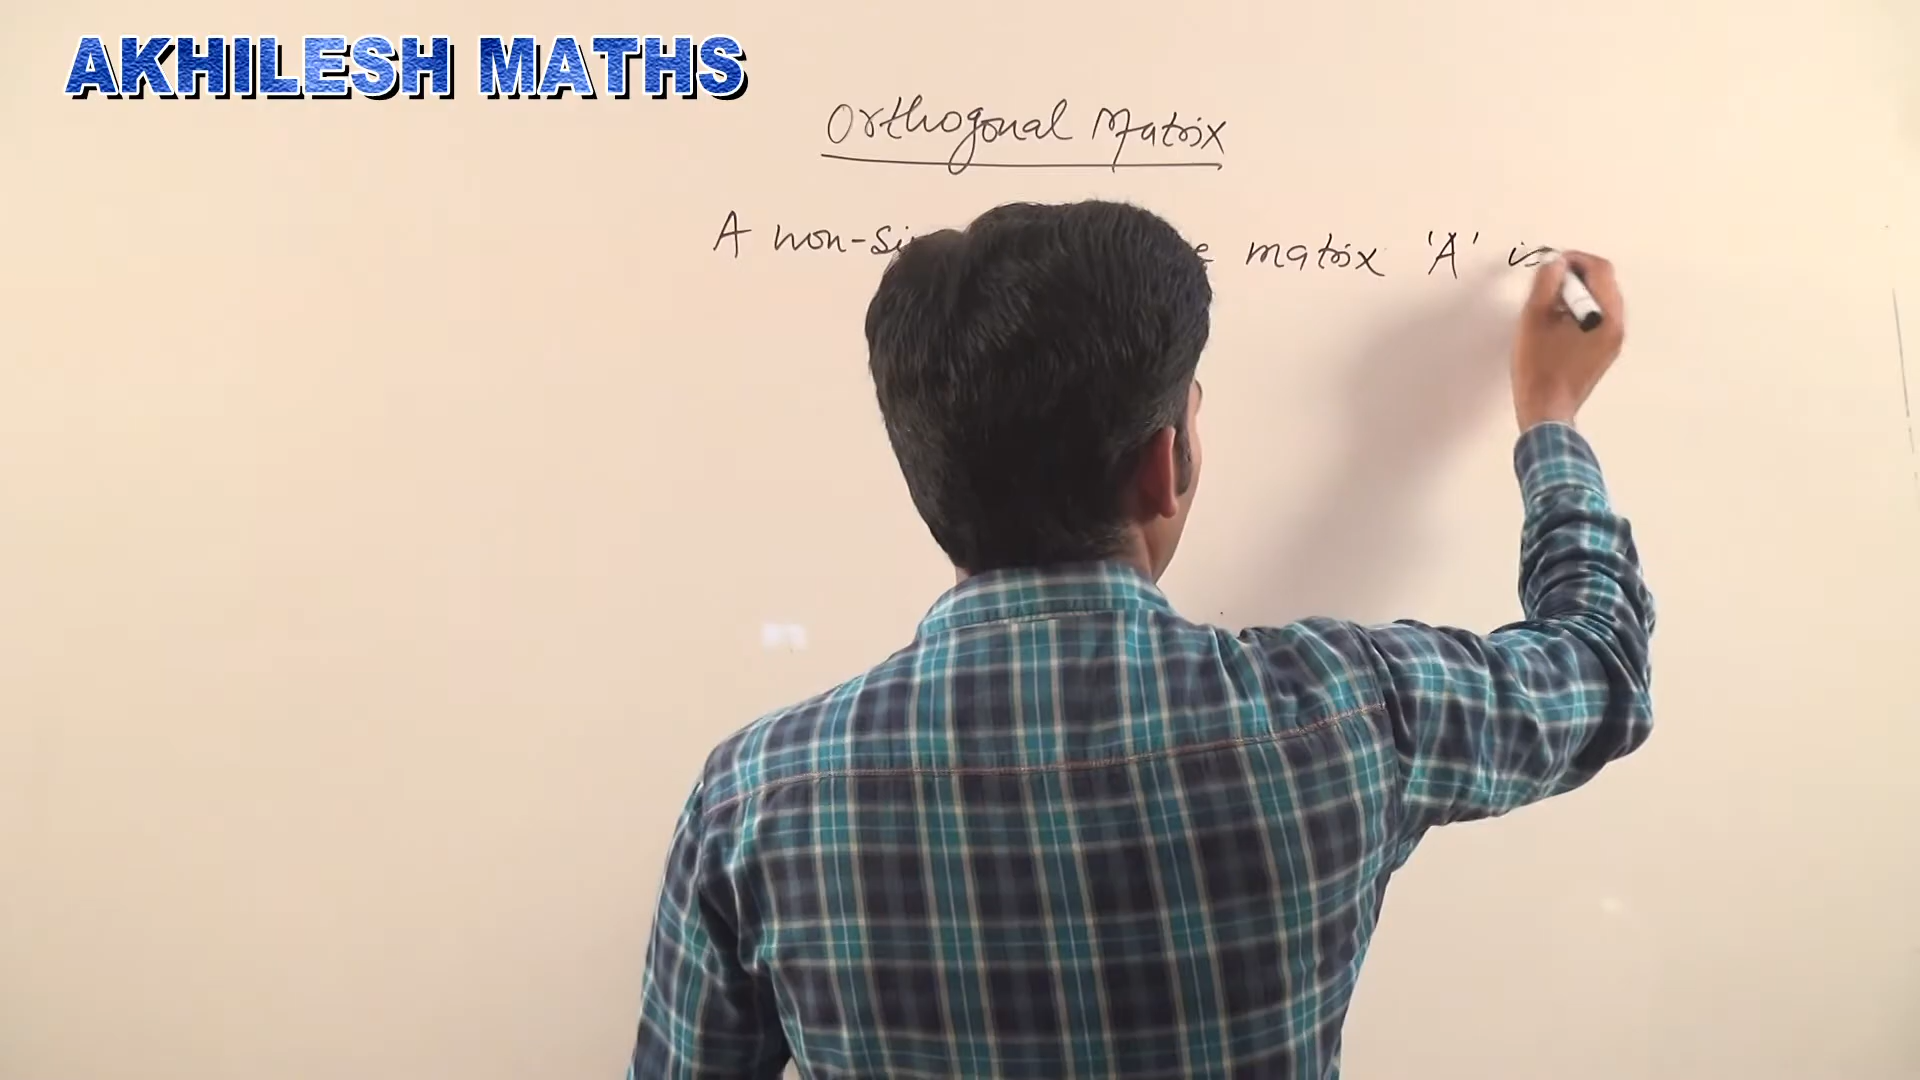 AKHILESH MATHS
Orthogonal Matrix
A non-si matrix 'A' is